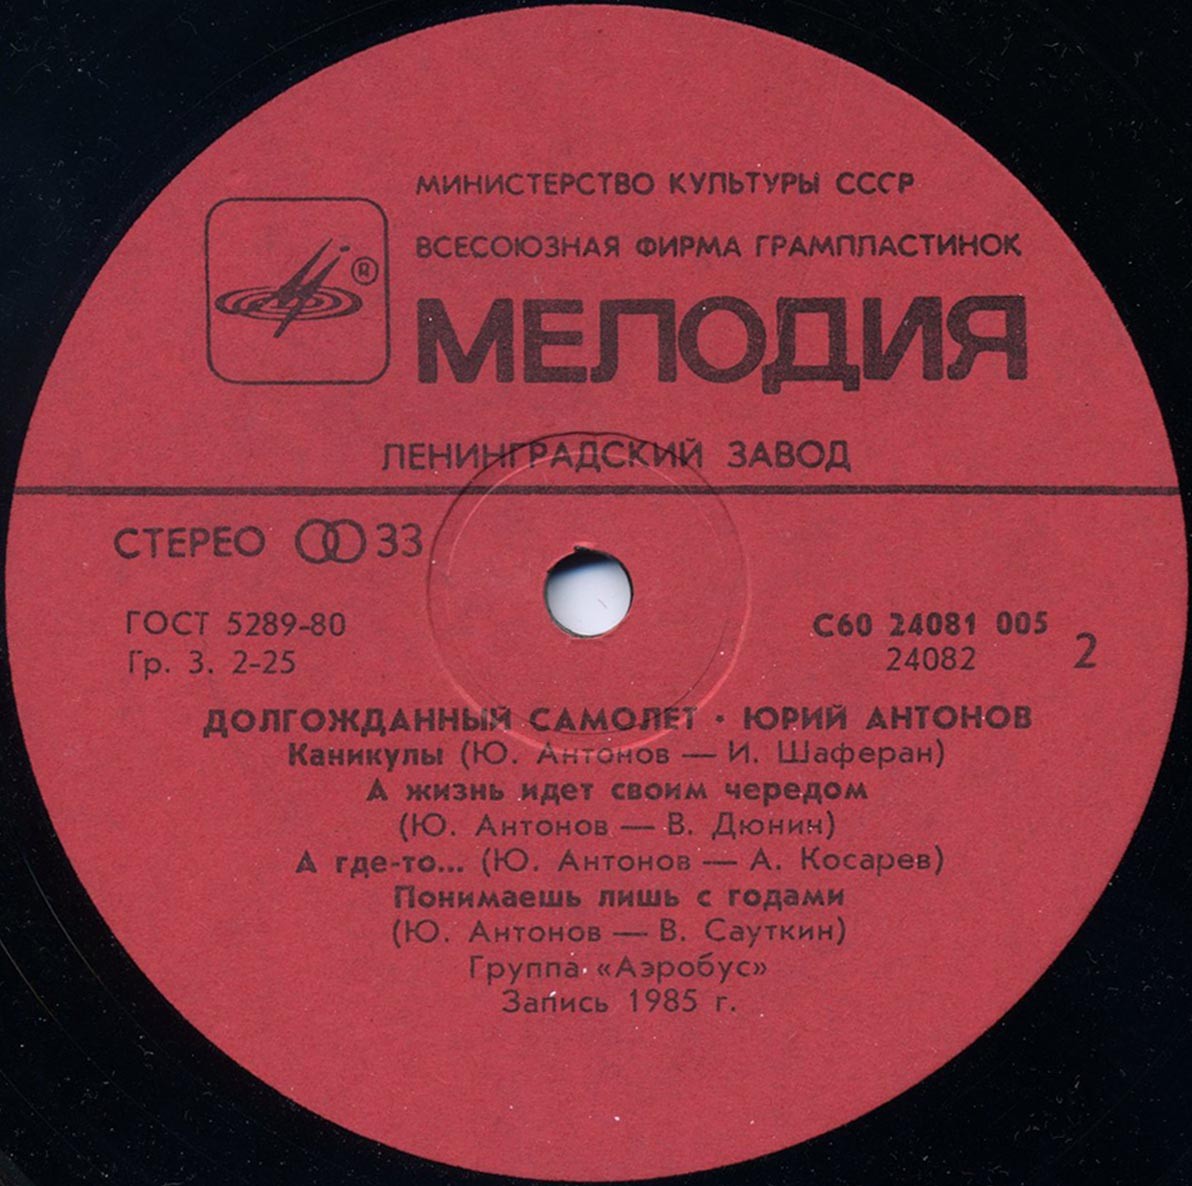 МИНИСТЕРСТВО КУЛЬТУРЫ СССР
ВСЕСОЮЗНАЯ ФИРМА ГРАМПЛАСТИНОК
®
МЕЛОДИЯ
ЛЕНИНГРАДСКИЙ ЗАВОД
СТЕРЕО 33
ГОСТ 5289-80
Гр. 3. 2-25
С60 24081 005
24082
2
ДОЛГОЖДАННЫЙ САМОЛЕТ · ЮРИЙ АНТОНОВ
Каникулы (Ю. Антонов — И. Шаферан)
А жизнь идет своим чередом
(Ю. Антонов — В. Дюнин)
А где-то... (Ю. Антонов — А. Косарев)
Понимаешь лишь с годами
(Ю. Антонов — В. Сауткин)
Группа «Аэробус»
Запись 1985 г.